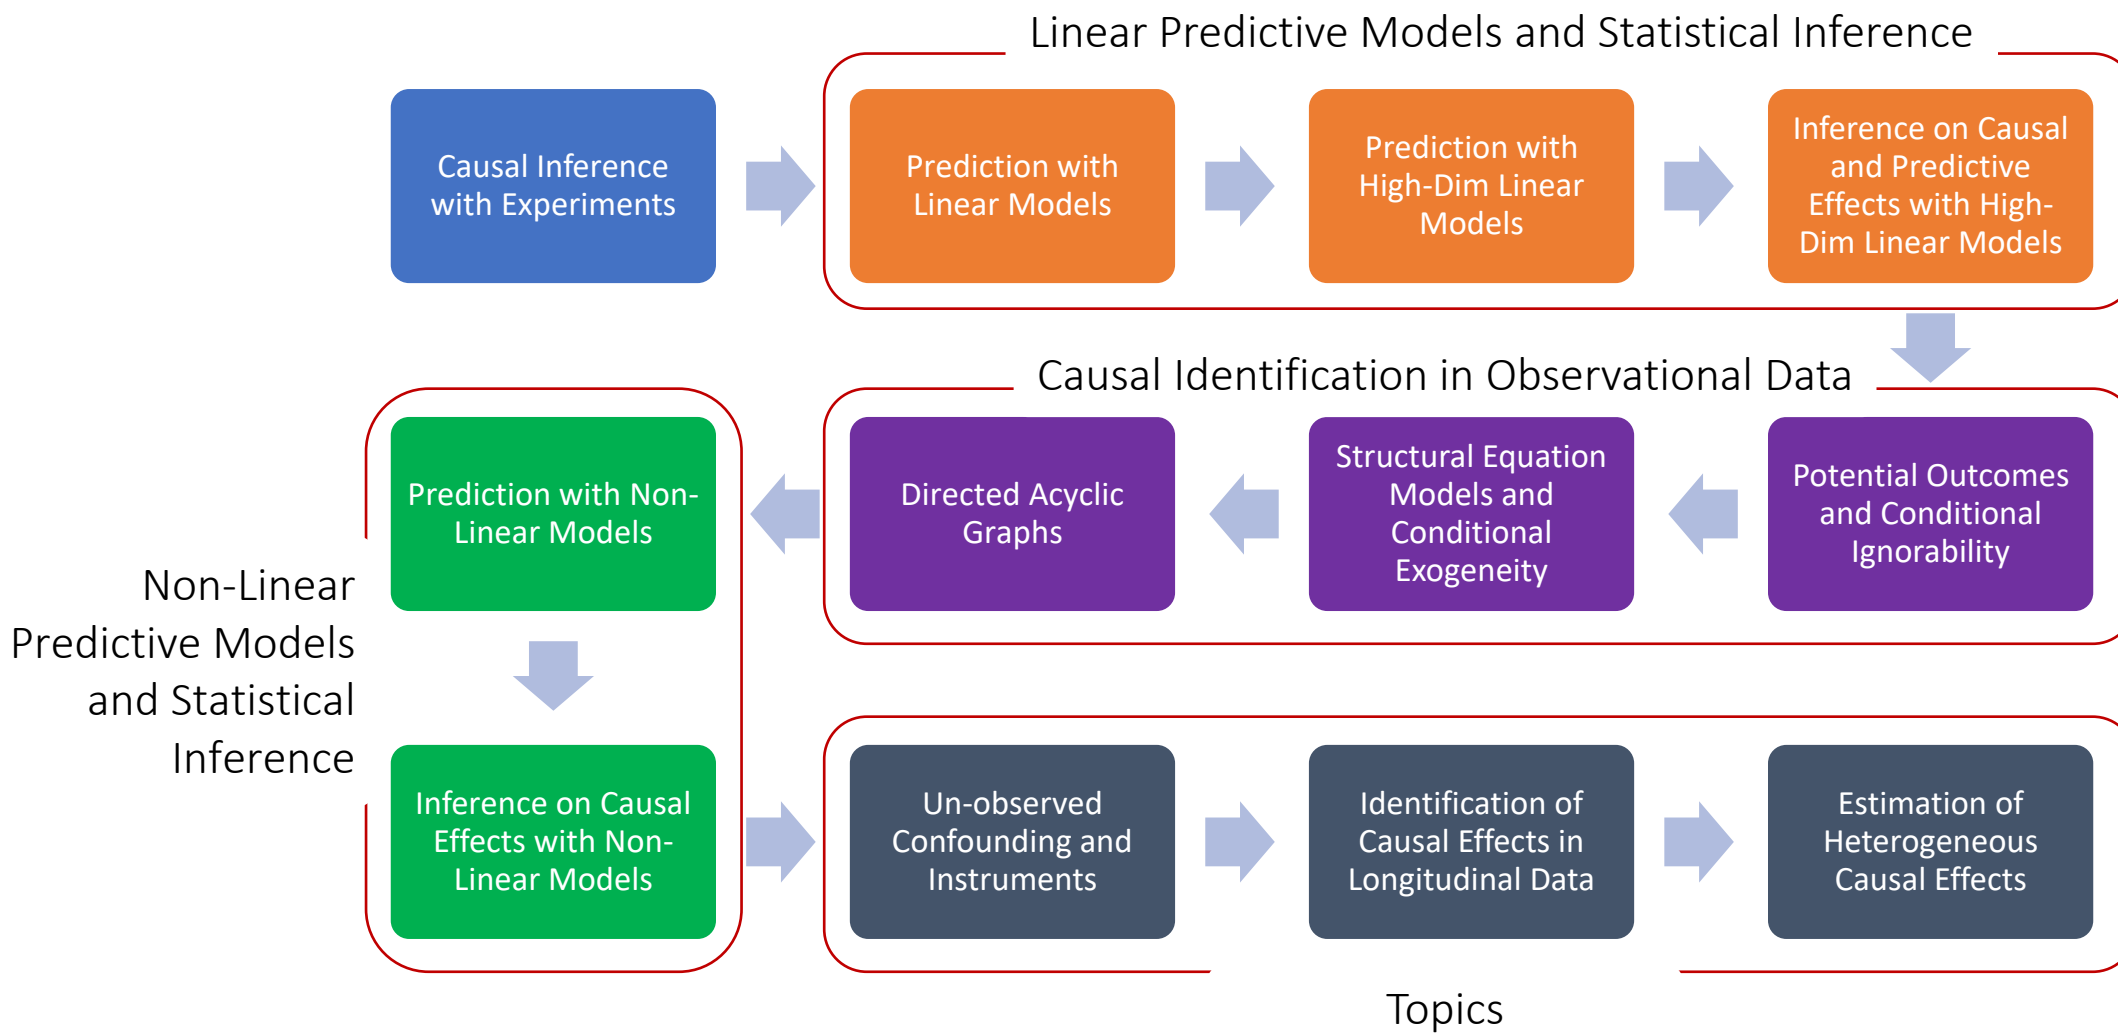 Linear Predictive Models and Statistical Inference
Causal Inference
with Experiments
Prediction with
Linear Models
Prediction with
High-Dim Linear
Models
Inference on Causal
and Predictive
Effects with High-
Dim Linear Models
Causal Identification in Observational Data
Potential Outcomes
and Conditional
Ignorability
Structural Equation
Models and
Conditional
Exogeneity
Directed Acyclic
Graphs
Prediction with Non-
Linear Models
Non-Linear
Predictive Models
and Statistical
Inference
Inference on Causal
Effects with Non-
Linear Models
Un-observed
Confounding and
Instruments
Identification of
Causal Effects in
Longitudinal Data
Estimation of
Heterogeneous
Causal Effects
Topics